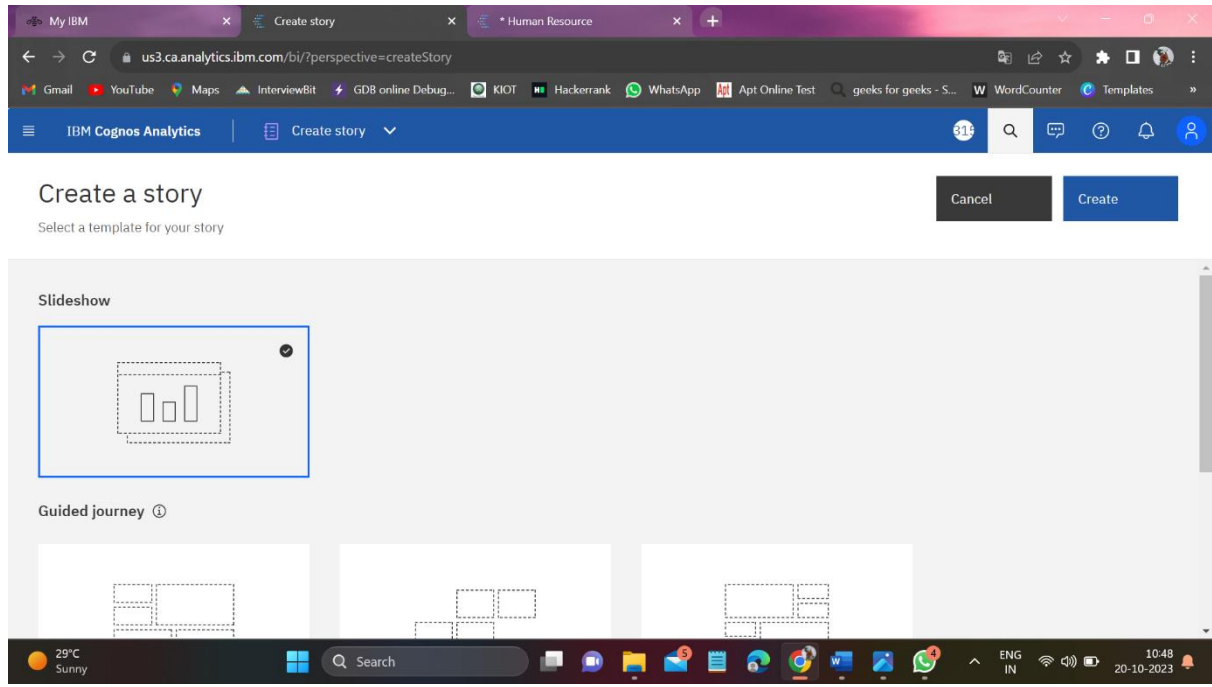 My IBM Create story * Human Resource
us3.ca.analytics.ibm.com/bi/?perspective=createStory
Gmail YouTube Maps InterviewBit GDB online Debug... KIOT Hackerrank WhatsApp Apt Apt Online Test geeks for geeks - S... W WordCounter Templates »
IBM Cognos Analytics Create story
Create a story
Cancel Create
Select a template for your story
Slideshow
Guided journey
29°C
Sunny
Search
5
4
ENG
IN
10:48
20-10-2023